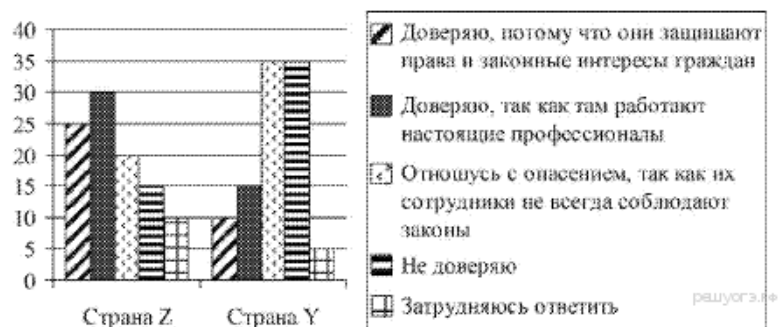 40
35
30
25
20
15
10
5
0
Страна Z
Страна Y
Доверяю, потому что они защищают
права и законные интересы граждан
Доверяю, так как там работают
настоящие профессионалы
Отношусь с опасением, так как их
сотрудники не всегда соблюдают
законы
Не доверяю
Затрудняюсь ответить
решуогэ.рф